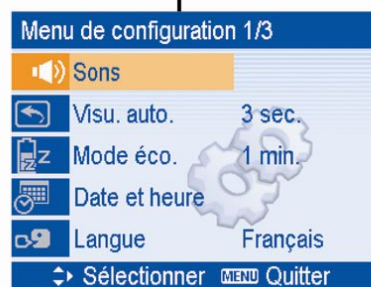 Menu de configuration 1/3
Sons
Visu. auto. 3 sec.
Mode éco. 1 min.
Date et heure
Langue Français
Sélectionner MENU Quitter